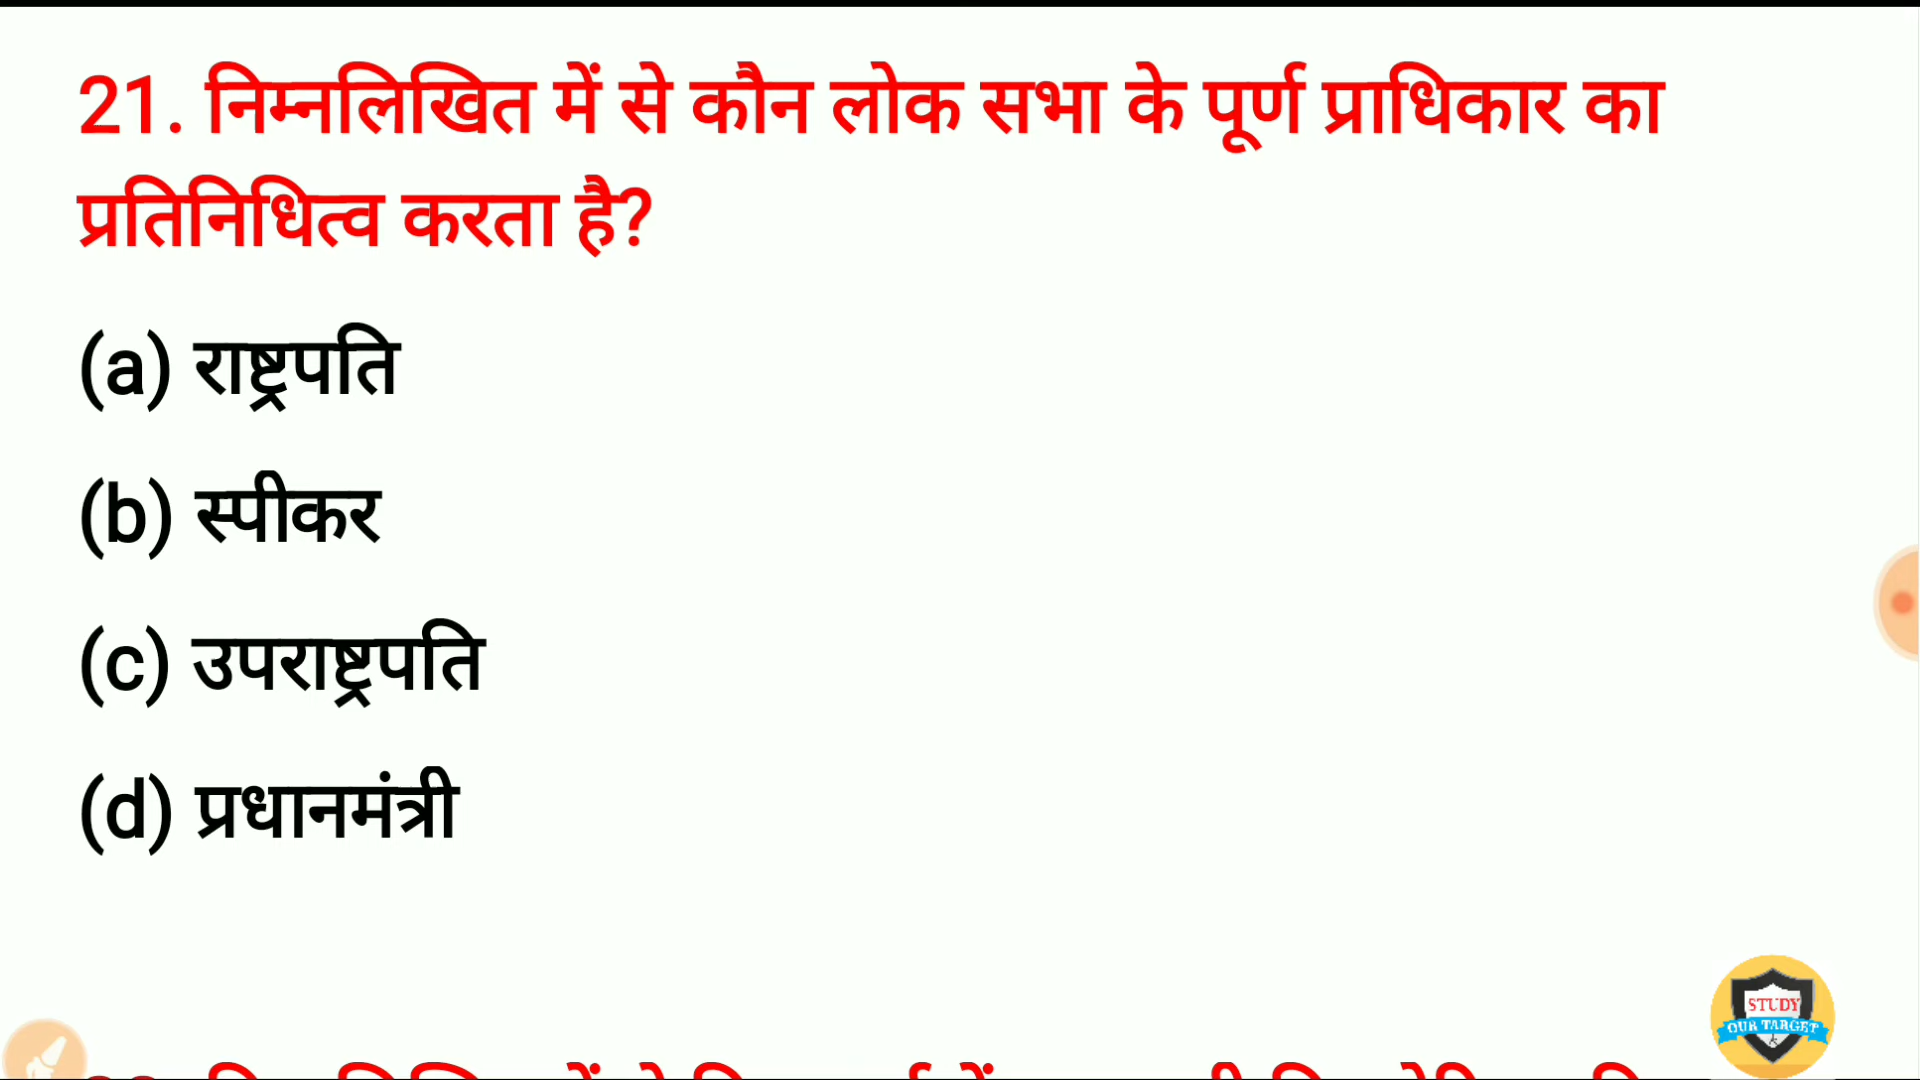 21. निम्नलिखित में से कौन लोक सभा के पूर्ण प्राधिकार का
प्रतिनिधित्व करता है?
(a) राष्ट्रपति
(b) स्पीकर
(c) उपराष्ट्रपति
(d) प्रधानमंत्री
STUDY
OUR TARGET